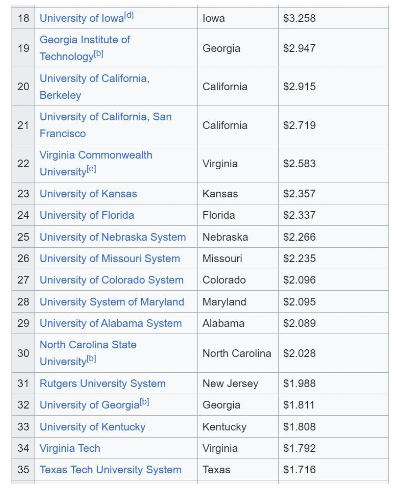 18 University of Iowa[d] Iowa $3.258
19 Georgia Institute of Technology[b] Georgia $2.947
20 University of California, Berkeley California $2.915
21 University of California, San Francisco California $2.719
22 Virginia Commonwealth University[c] Virginia $2.583
23 University of Kansas Kansas $2.357
24 University of Florida Florida $2.337
25 University of Nebraska System Nebraska $2.266
26 University of Missouri System Missouri $2.235
27 University of Colorado System Colorado $2.096
28 University System of Maryland Maryland $2.095
29 University of Alabama System Alabama $2.089
30 North Carolina State University[b] North Carolina $2.028
31 Rutgers University System New Jersey $1.988
32 University of Georgia[b] Georgia $1.811
33 University of Kentucky Kentucky $1.808
34 Virginia Tech Virginia $1.792
35 Texas Tech University System Texas $1.716